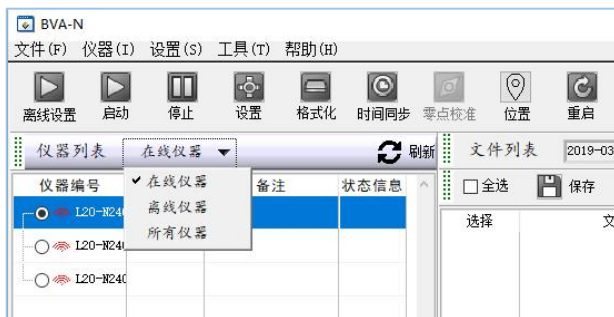 BVA-N
文件(F) 仪器(I) 设置(S) 工具(T) 帮助(H)
离线设置 启动 停止 设置 格式化 时间同步 零点校准 位置 重启
仪器列表 在线仪器 刷新 文件列表 2019-03
仪器编号 备注 状态信息 全选 保存
在线仪器
离线仪器
所有仪器
选择 文
L20-N240
L20-N240
L20-N240